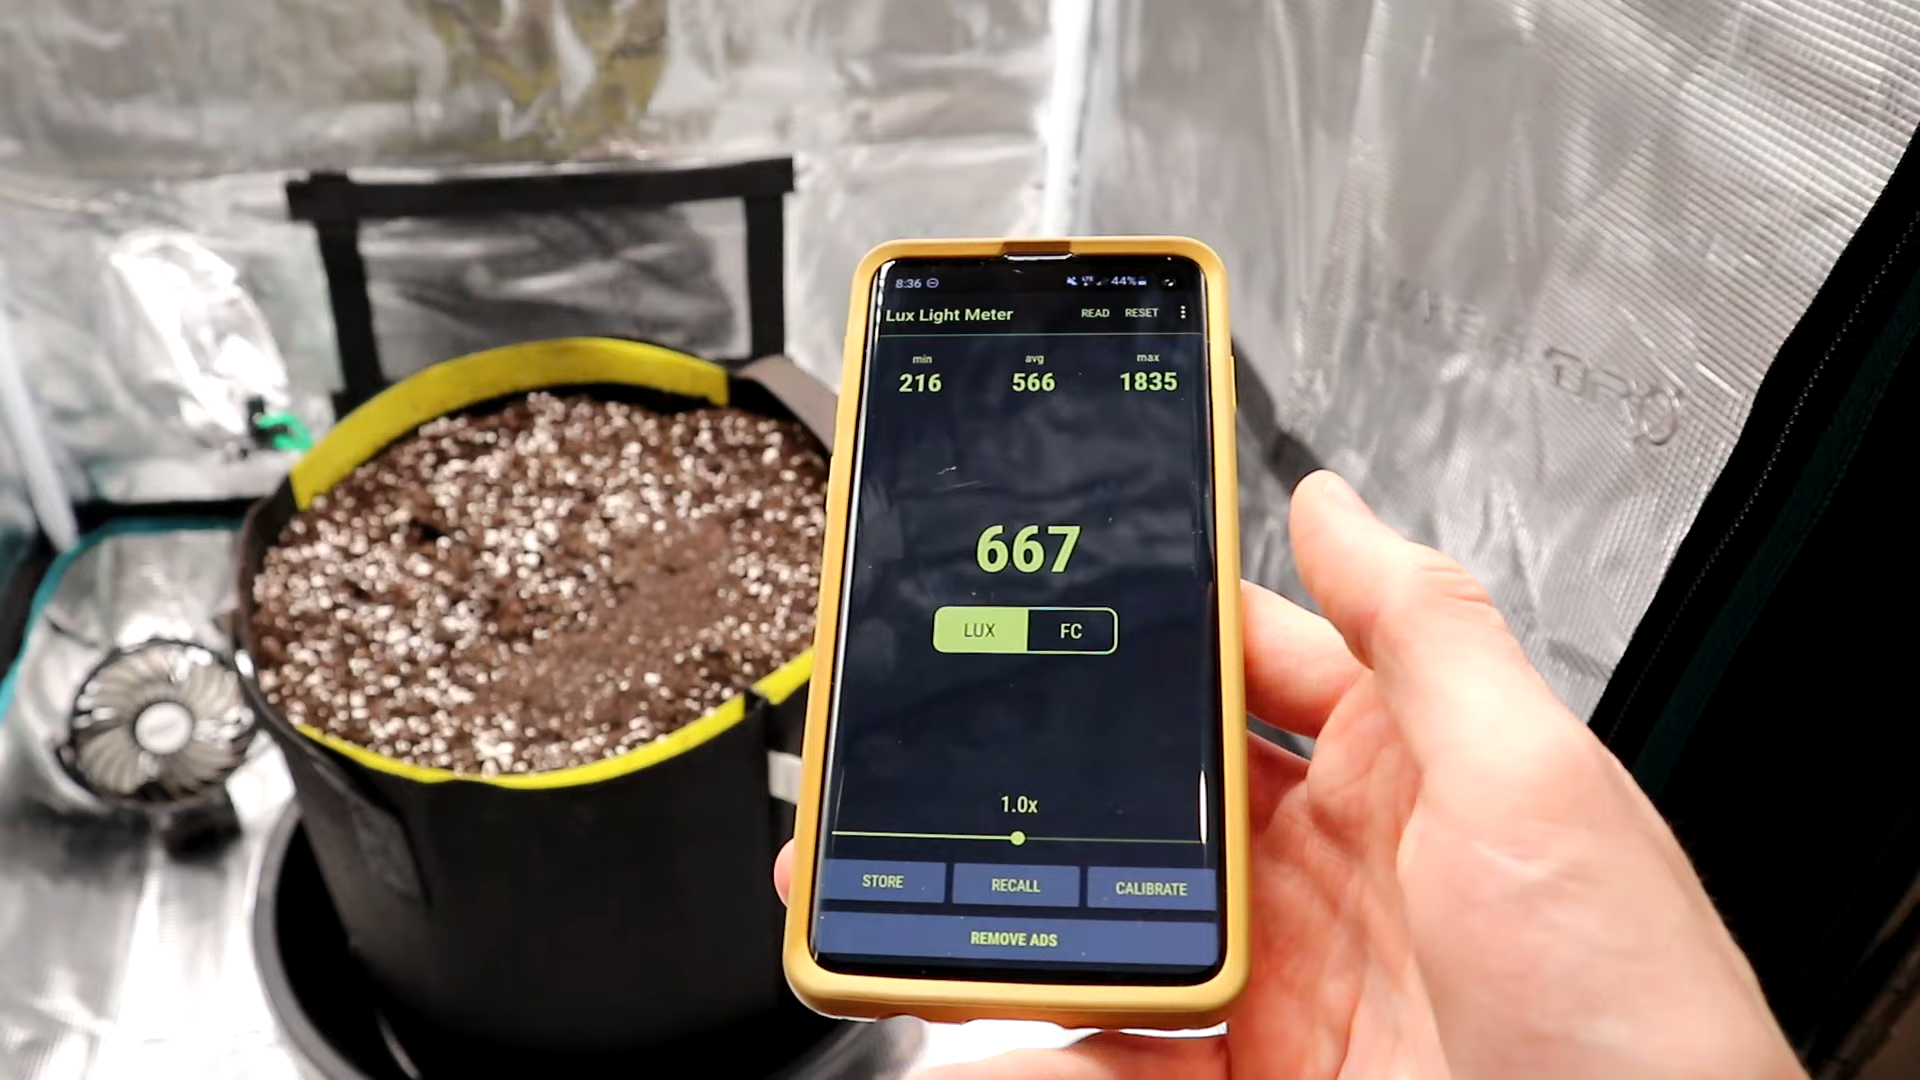 8:36 44%
Lux Light Meter READ RESET
min avg max
216 566 1835
667
LUX FC
1.0x
STORE RECALL CALIBRATE
REMOVE ADS